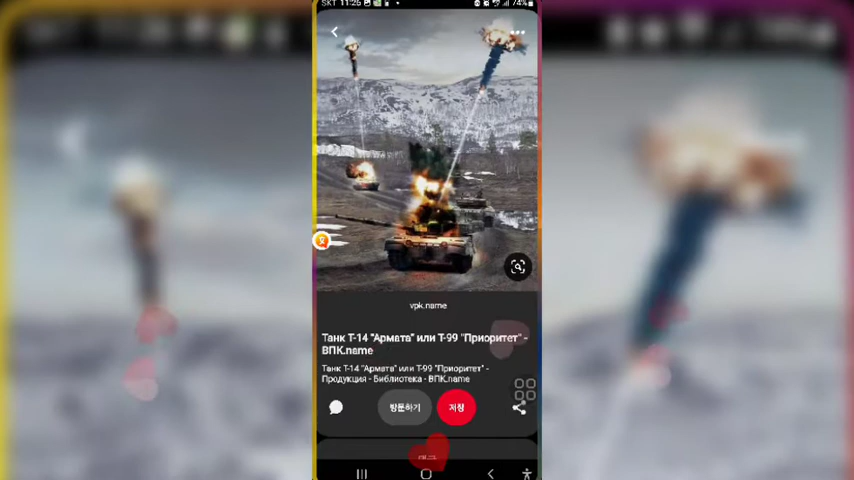 SKT 11:26
74%
vpk.name
Танк Т-14 "Армата" или Т-99 "Приоритет" -
ВПК.name
Танк Т-14 "Армата" или Т-99 "Приоритет" -
Продукция - Библиотека - ВПК.name
방문하기
저장